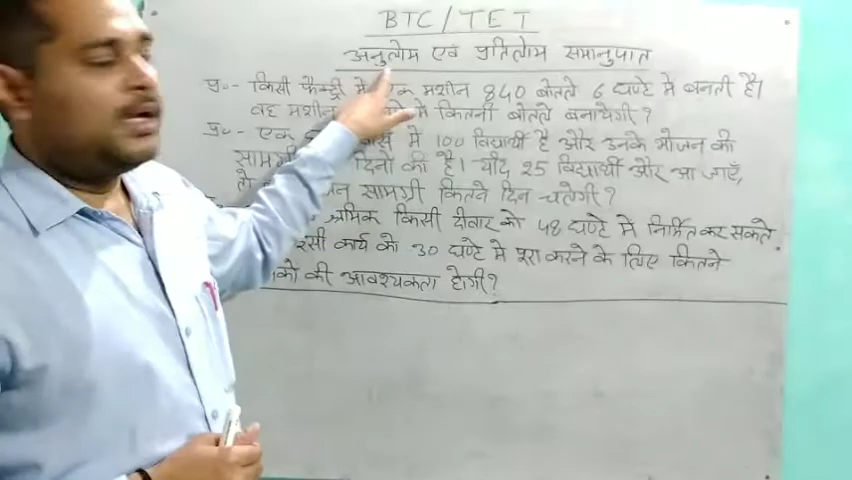 BTC/TET
अनुलोम एवं प्रतिलोम समानुपात
प्र०- किसी फैक्ट्री में एक मशीन 840 बोतलें 6 घण्टे में बनती है।
वह मशीन में कितनी बोतलें बनायेगी?
प्र०- एक में 100 विद्यार्थी है और उनके भोजन की
सामग्री दिनों की है। यदि 25 विद्यार्थी और आ जाएँ,
तो सामग्री कितने दिन चलेगी?
श्रमिक किसी दीवार को 48 घण्टे में निर्मित कर सकते
कार्य को 30 घण्टे में पूरा करने के लिए कितने
की आवश्यकता होगी?